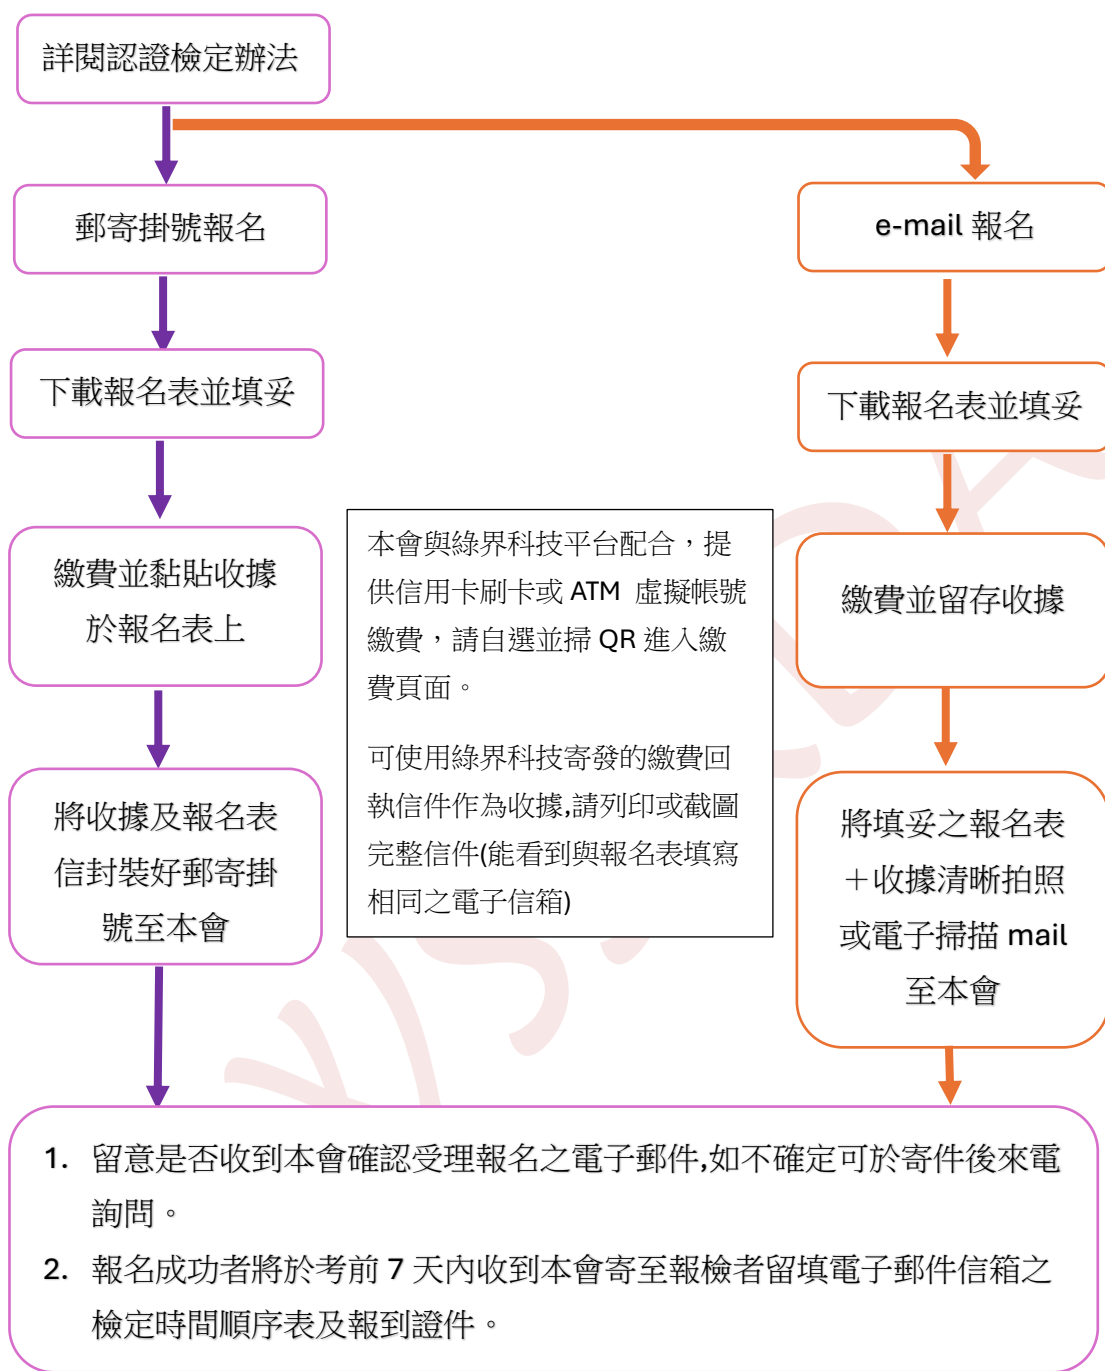 詳閱認證檢定辦法
郵寄掛號報名
下載報名表並填妥
繳費並黏貼收據
於報名表上
將收據及報名表
信封裝好郵寄掛
號至本會
e-mail 報名
下載報名表並填妥
繳費並留存收據
將填妥之報名表
＋收據清晰拍照
或電子掃描 mail
至本會
本會與綠界科技平台配合，提
供信用卡刷卡或 ATM 虛擬帳號
繳費，請自選並掃 QR 進入繳
費頁面。
可使用綠界科技寄發的繳費回
執信件作為收據,請列印或截圖
完整信件(能看到與報名表填寫
相同之電子信箱)
1. 留意是否收到本會確認受理報名之電子郵件,如不確定可於寄件後來電
詢問。
2. 報名成功者將於考前 7 天內收到本會寄至報檢者留填電子郵件信箱之
檢定時間順序表及報到證件。